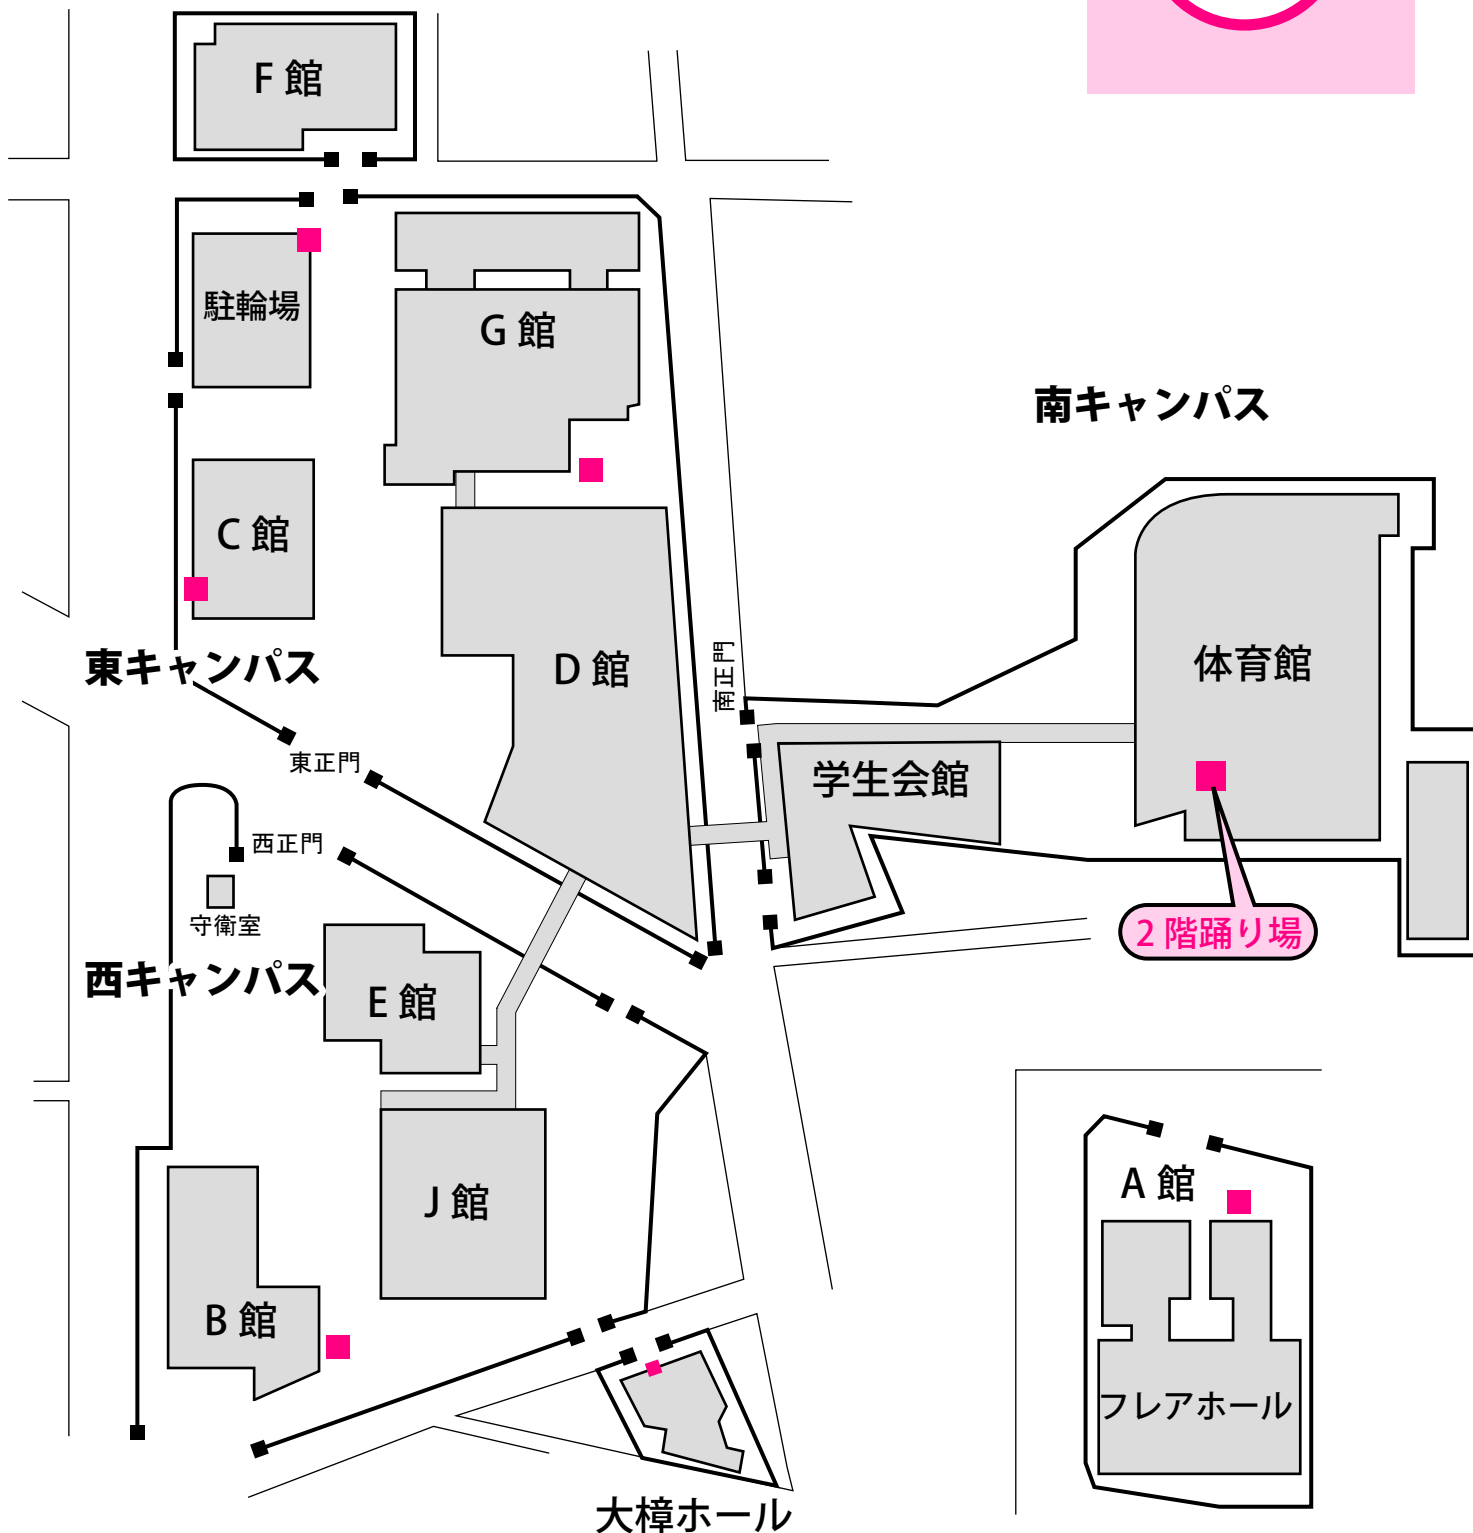 F 館
駐輪場
G 館
南キャンパス
C 館
東キャンパス
D 館
南正門
体育館
東正門
学生会館
西正門
守衛室
2 階踊り場
西キャンパス
E 館
A 館
J 館
B 館
フレアホール
大樟ホール